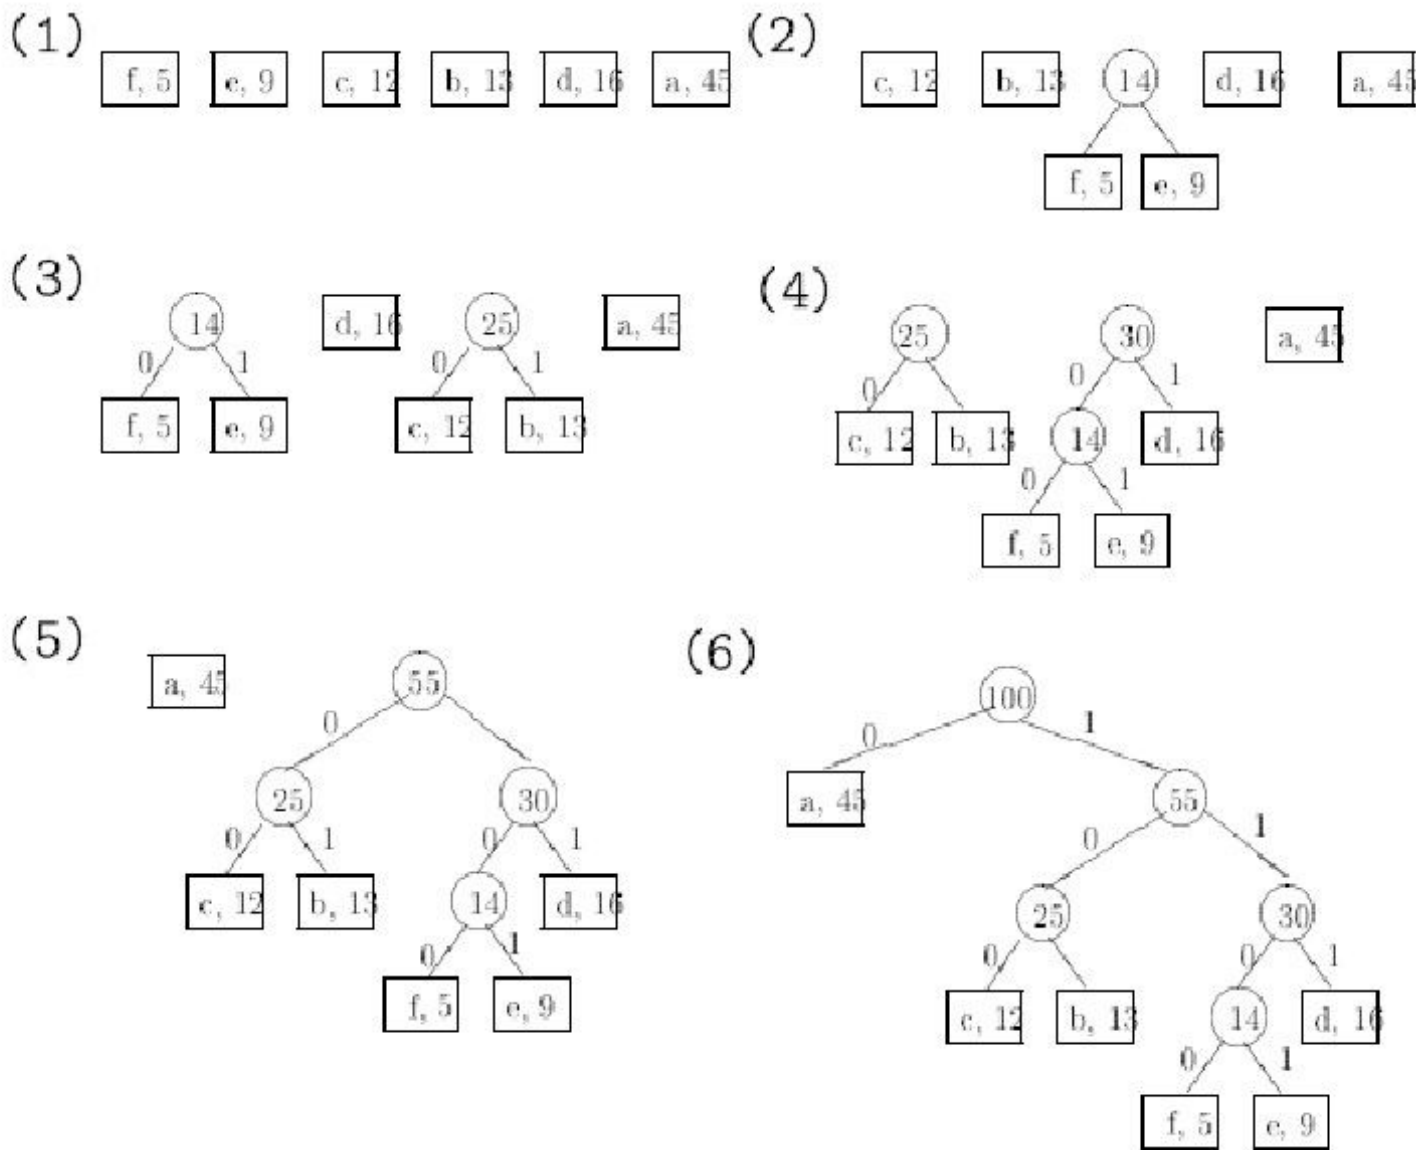 (1) f, 5 e, 9 c, 12 b, 13 d, 16 a, 45
(2) c, 12 b, 13 14 d, 16 a, 45
f, 5 e, 9
(3) 14 d, 16 25 a, 45
0 1 0 1
f, 5 e, 9 c, 12 b, 13
(4) 25 30 a, 45
0 0 1
c, 12 b, 13 14 d, 16
0 1
f, 5 e, 9
(5) a, 45 55
0
25 30
0 1 0 1
c, 12 b, 13 14 d, 16
0 1
f, 5 e, 9
(6) 100
0 1
a, 45 55
0 1
25 30
0 0 1
c, 12 b, 13 14 d, 16
0 1
f, 5 e, 9